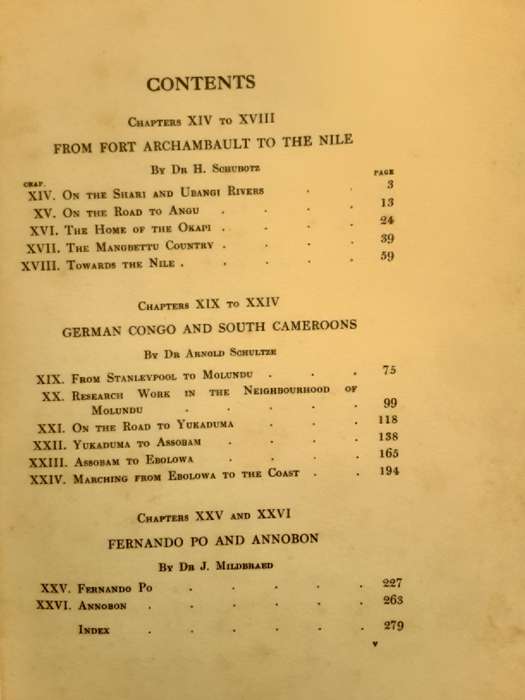 CONTENTS
Chapters XIV to XVIII
FROM FORT ARCHAMBAULT TO THE NILE
By Dr H. Schubotz
CHAP. PAGE
XIV. On the Shari and Ubangi Rivers . . 3
XV. On the Road to Angu . . . . 13
XVI. The Home of the Okapi . . . . 24
XVII. The Mangbettu Country . . . . 39
XVIII. Towards the Nile . . . . . 59
Chapters XIX to XXIV
GERMAN CONGO AND SOUTH CAMEROONS
By Dr Arnold Schultze
XIX. From Stanleypool to Molundu . . . 75
XX. Research Work in the Neighbourhood of
Molundu . . . . . 99
XXI. On the Road to Yukaduma . . . . 118
XXII. Yukaduma to Assobam . . . . 138
XXIII. Assobam to Ebolowa . . . . 165
XXIV. Marching from Ebolowa to the Coast . . 194
Chapters XXV and XXVI
FERNANDO PO AND ANNOBON
By Dr J. Mildbraed
XXV. Fernando Po . . . . . 227
XXVI. Annobon . . . . . . 263
Index . . . . . . 279
v